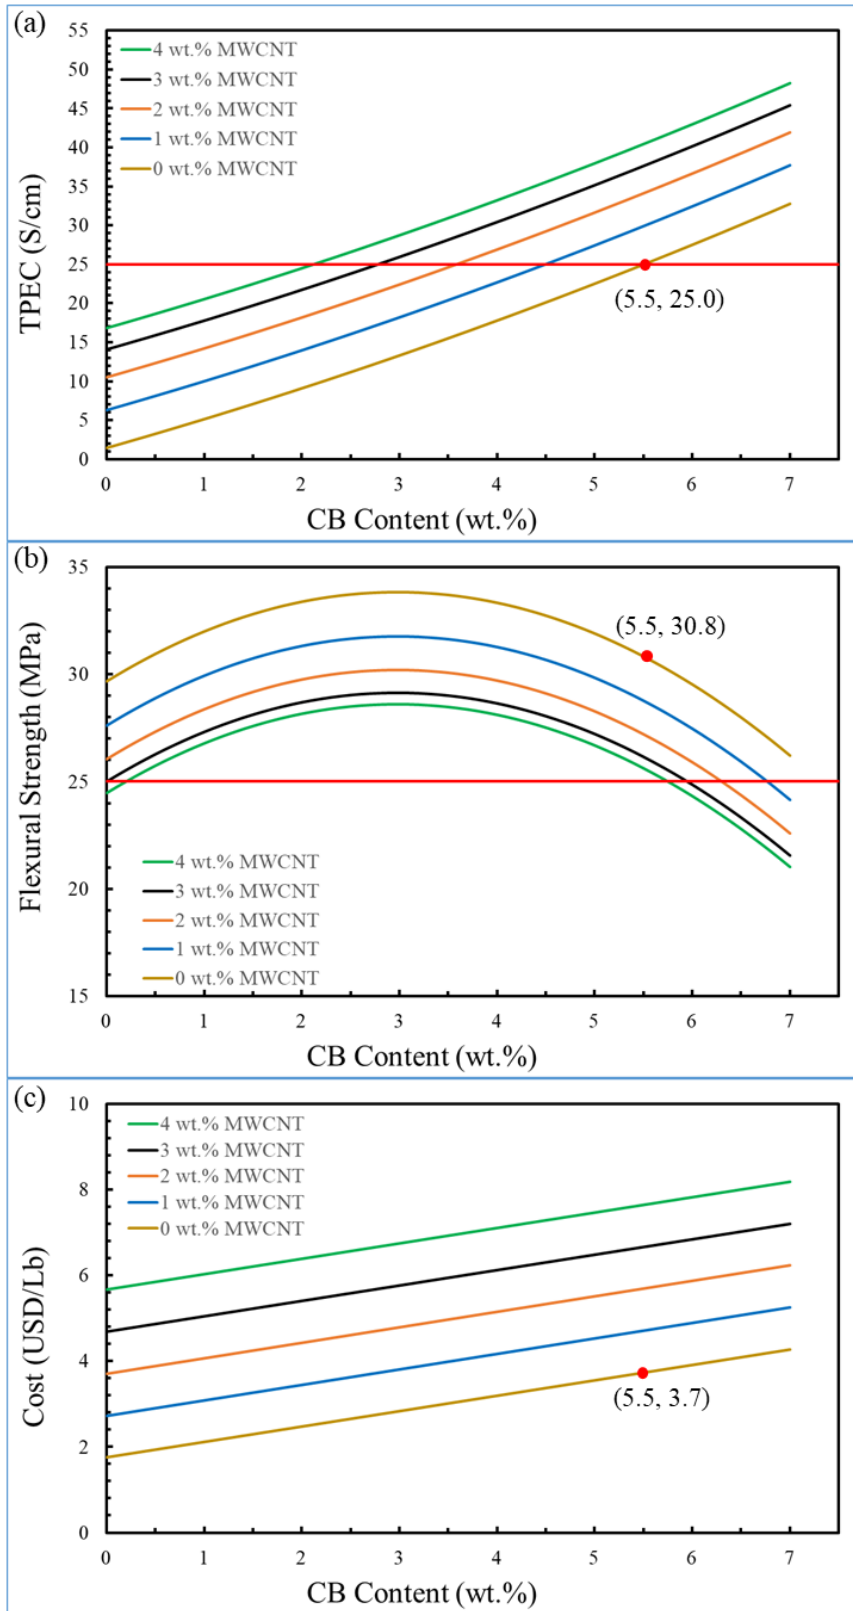 (a)
55
50
45
40
35
30
25
20
15
10
5
0
TPEC (S/cm)
4 wt.% MWCNT
3 wt.% MWCNT
2 wt.% MWCNT
1 wt.% MWCNT
0 wt.% MWCNT
(5.5, 25.0)
0 1 2 3 4 5 6 7
CB Content (wt.%)
(b)
35
30
25
20
15
Flexural Strength (MPa)
(5.5, 30.8)
4 wt.% MWCNT
3 wt.% MWCNT
2 wt.% MWCNT
1 wt.% MWCNT
0 wt.% MWCNT
0 1 2 3 4 5 6 7
CB Content (wt.%)
(c)
10
8
6
4
2
0
Cost (USD/Lb)
4 wt.% MWCNT
3 wt.% MWCNT
2 wt.% MWCNT
1 wt.% MWCNT
0 wt.% MWCNT
(5.5, 3.7)
0 1 2 3 4 5 6 7
CB Content (wt.%)